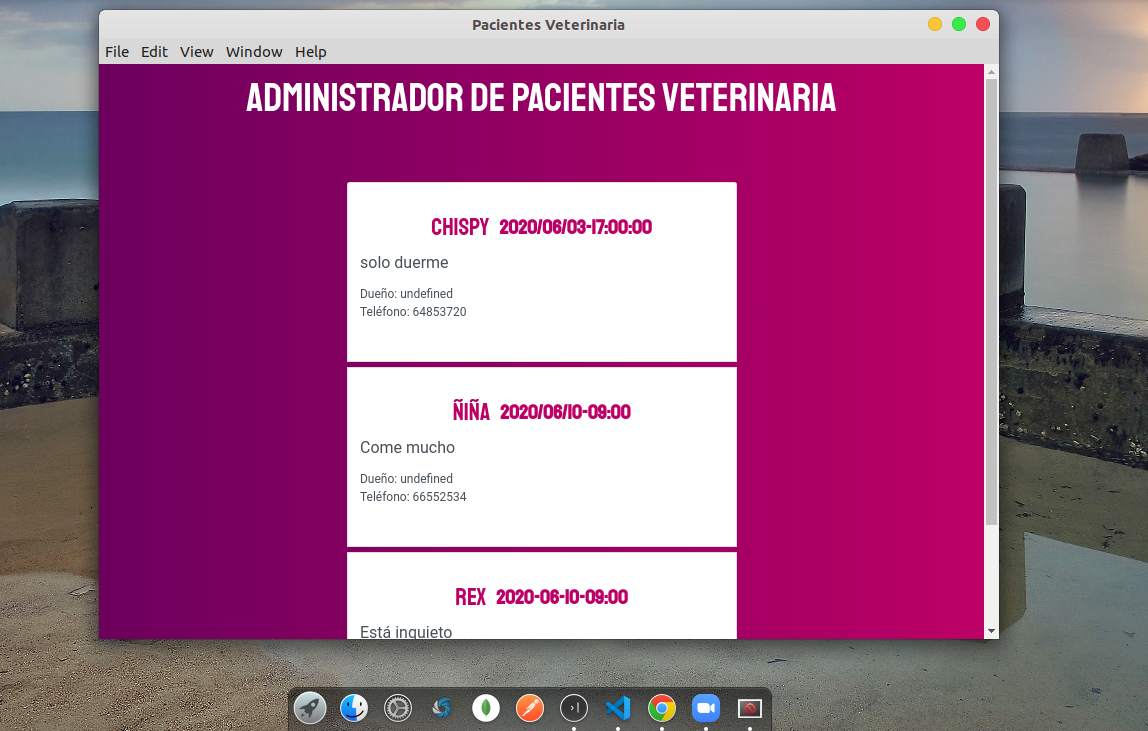 Pacientes Veterinaria
File Edit View Window Help
ADMINISTRADOR DE PACIENTES VETERINARIA
CHISPY 2020/06/03-17:00:00
solo duerme
Dueño: undefined
Teléfono: 64853720
ÑIÑA 2020/06/10-09:00
Come mucho
Dueño: undefined
Teléfono: 66552534
REX 2020-06-10-09:00
Está inquieto